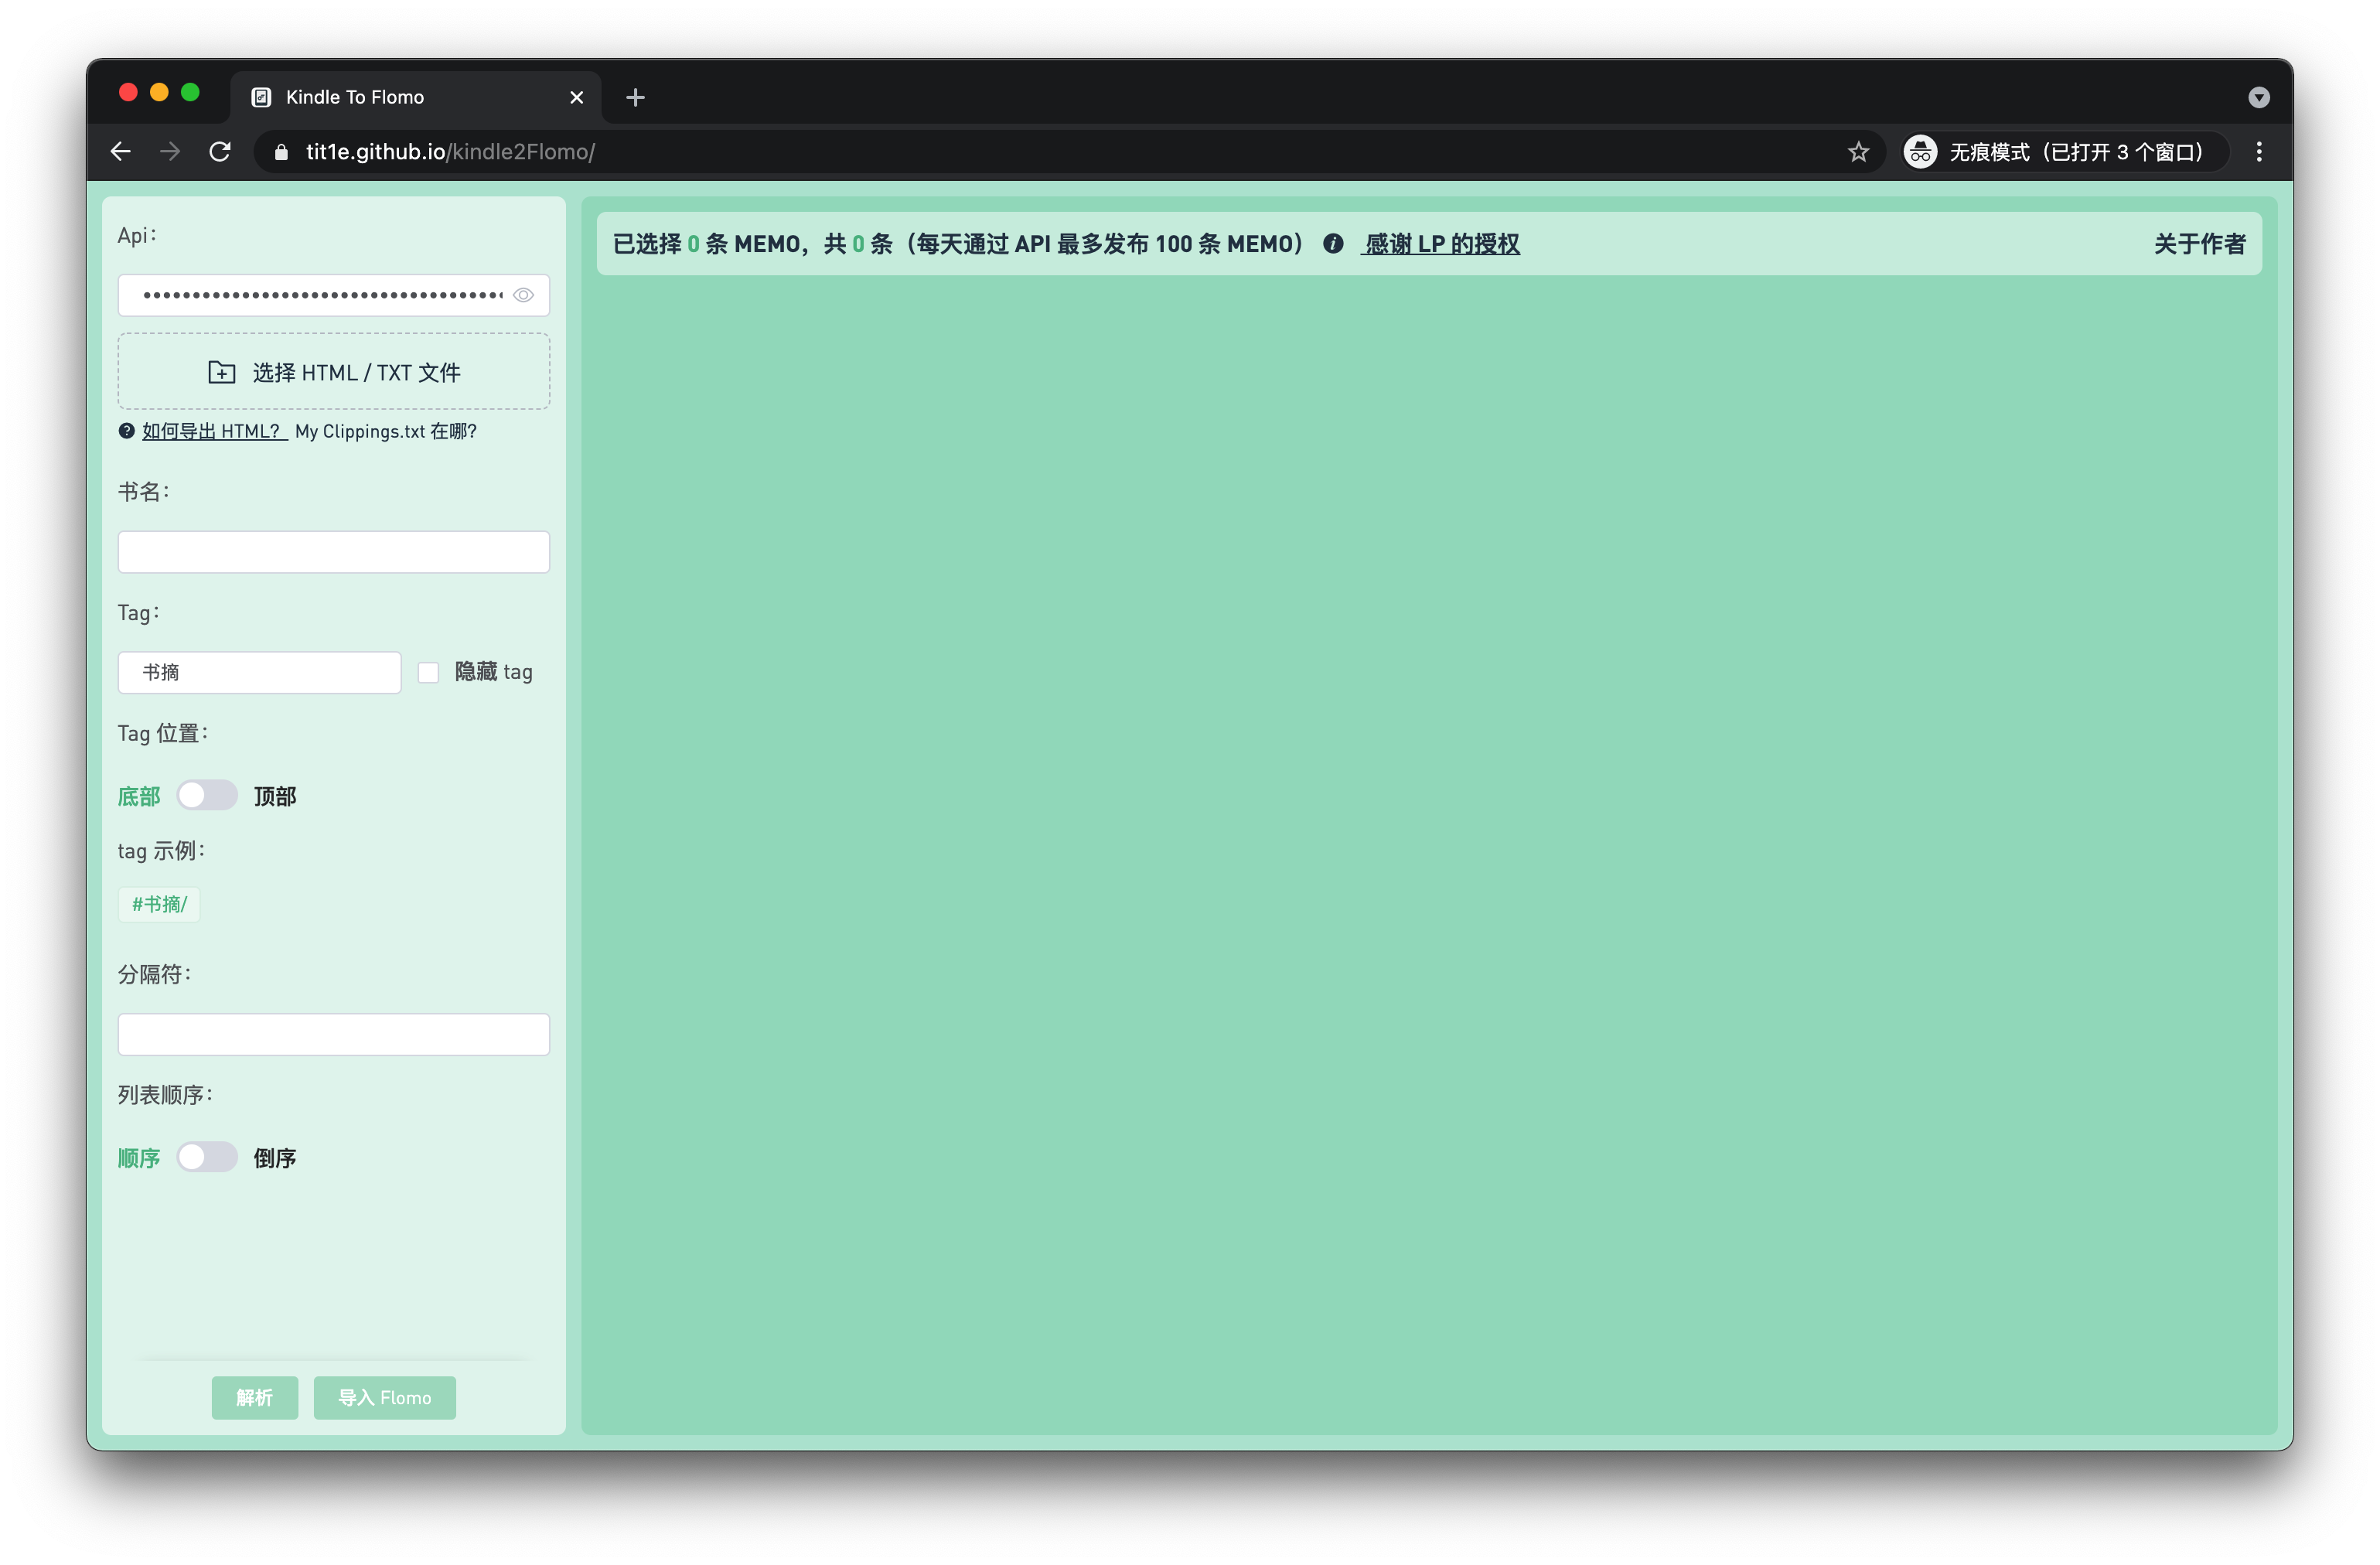 Kindle To Flomo
tit1e.github.io/kindle2Flomo/
无痕模式（已打开 3 个窗口）
Api：
选择 HTML / TXT 文件
如何导出 HTML？ My Clippings.txt 在哪？
书名：
Tag：
书摘
隐藏 tag
Tag 位置：
底部 顶部
tag 示例：
#书摘/
分隔符：
列表顺序：
顺序 倒序
解析 导入 Flomo
已选择 0 条 MEMO，共 0 条（每天通过 API 最多发布 100 条 MEMO） 感谢 LP 的授权
关于作者